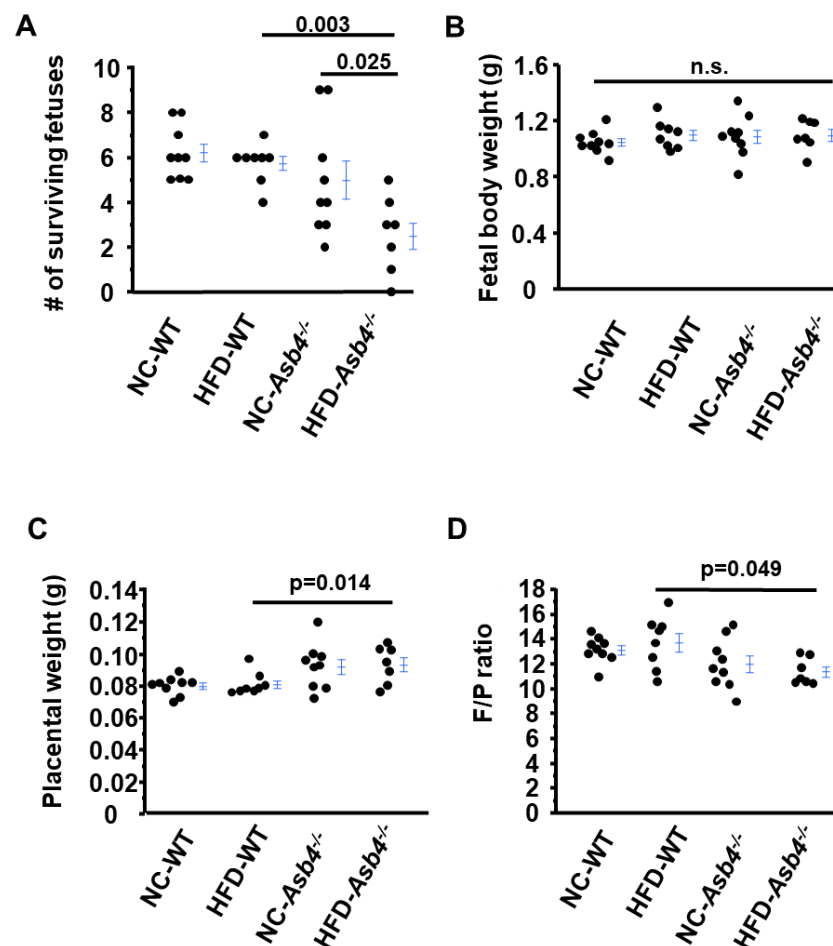 A
0.003
0.025
# of surviving fetuses
10
8
6
4
2
0
NC-WT
HFD-WT
NC-Asb4-/-
HFD-Asb4-/-
B
n.s.
Fetal body weight (g)
1.6
1.2
1.2
0.4
0
NC-WT
HFD-WT
NC-Asb4-/-
HFD-Asb4-/-
C
p=0.014
Placental weight (g)
0.14
0.12
0.10
0.08
0.06
0.04
0.02
0
NC-WT
HFD-WT
NC-Asb4-/-
HFD-Asb4-/-
D
p=0.049
F/P ratio
18
16
14
12
10
8
6
4
2
0
NC-WT
HFD-WT
NC-Asb4-/-
HFD-Asb4-/-